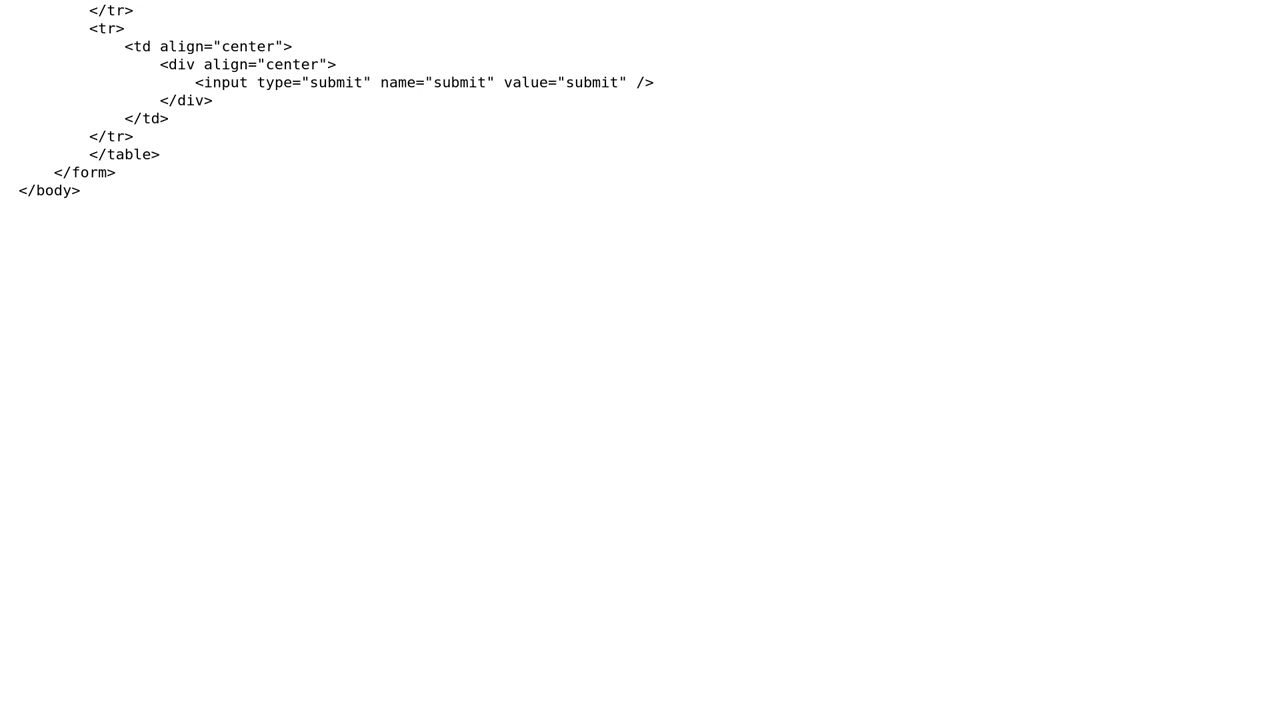 </tr>
        <tr>
            <td align="center">
                <div align="center">
                    <input type="submit" name="submit" value="submit" />
                </div>
            </td>
        </tr>
        </table>
    </form>
</body>